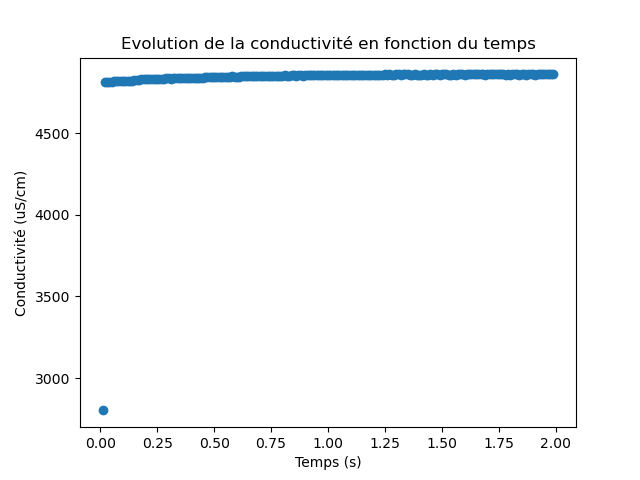 Evolution de la conductivité en fonction du temps
Conductivité (uS/cm)
4500
4000
3500
3000
0.00 0.25 0.50 0.75 1.00 1.25 1.50 1.75 2.00
Temps (s)